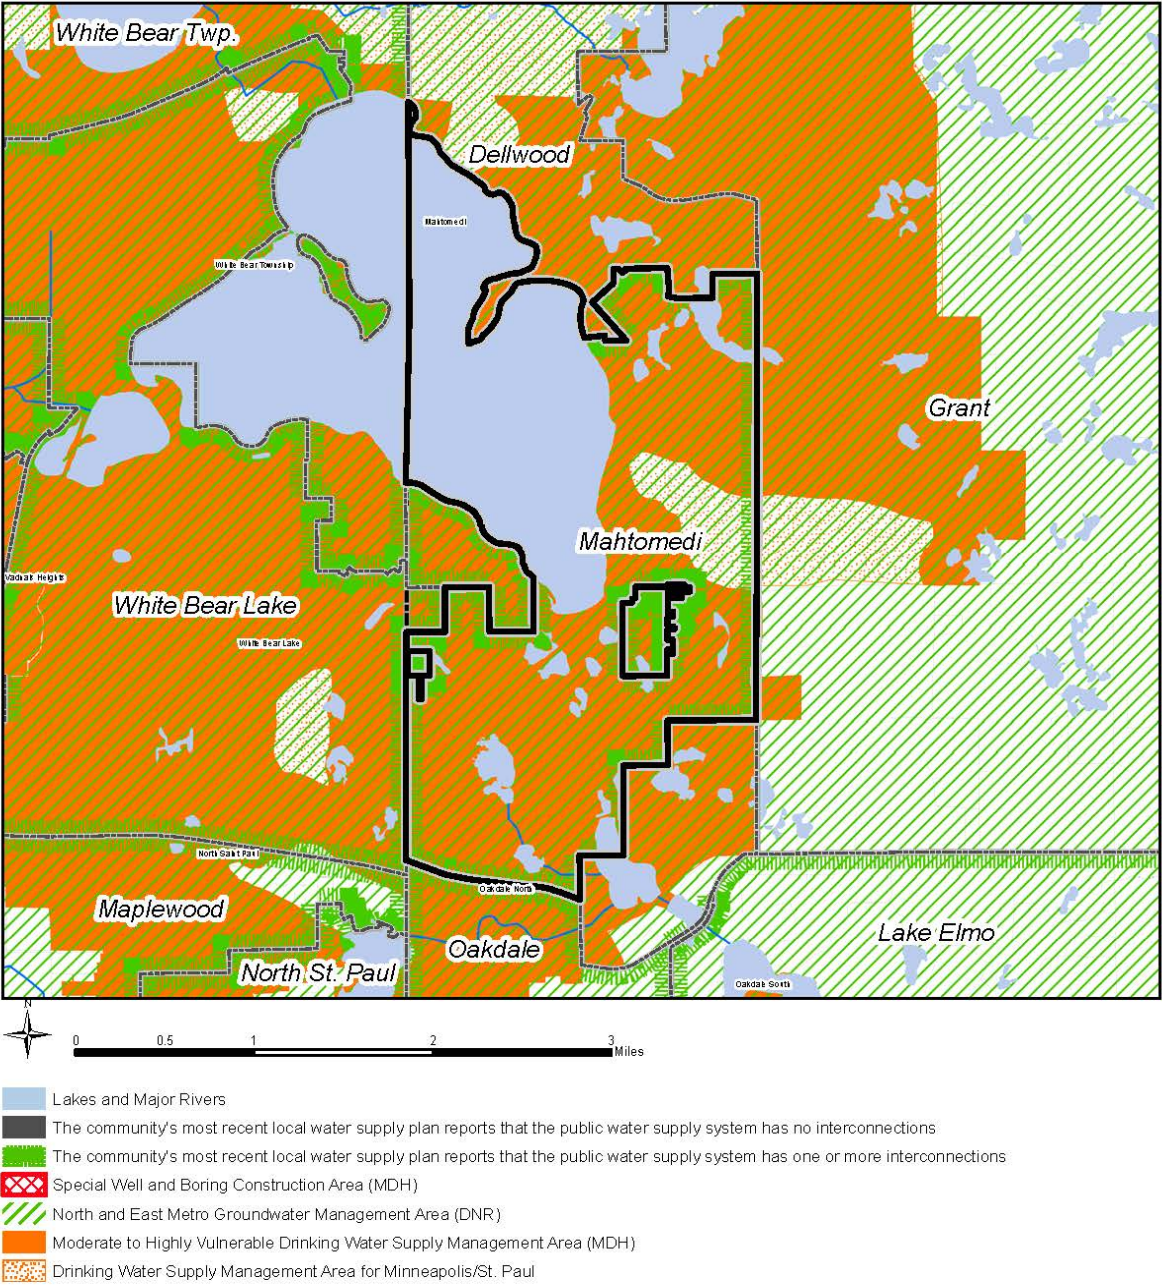 White Bear Twp.
Dellwood
Mahtomedi
White Bear Township
Grant
Mahtomedi
Vadnais Heights
White Bear Lake
White Bear Lake
North Saint Paul
Oakdale North
Maplewood
Lake Elmo
Oakdale
North St. Paul
Oakdale South
N
0 0.5 1 2 3
Miles
Lakes and Major Rivers
The community's most recent local water supply plan reports that the public water supply system has no interconnections
The community's most recent local water supply plan reports that the public water supply system has one or more interconnections
Special Well and Boring Construction Area (MDH)
North and East Metro Groundwater Management Area (DNR)
Moderate to Highly Vulnerable Drinking Water Supply Management Area (MDH)
Drinking Water Supply Management Area for Minneapolis/St. Paul